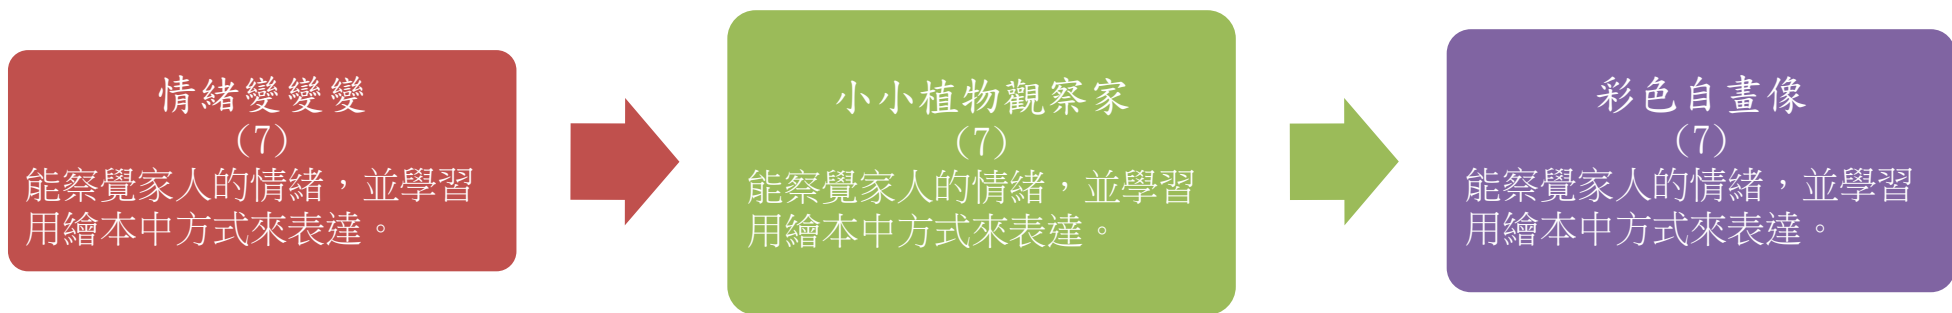 情緒變變變
(7)
能察覺家人的情緒，並學習
用繪本中方式來表達。
小小植物觀察家
(7)
能察覺家人的情緒，並學習
用繪本中方式來表達。
彩色自畫像
(7)
能察覺家人的情緒，並學習
用繪本中方式來表達。